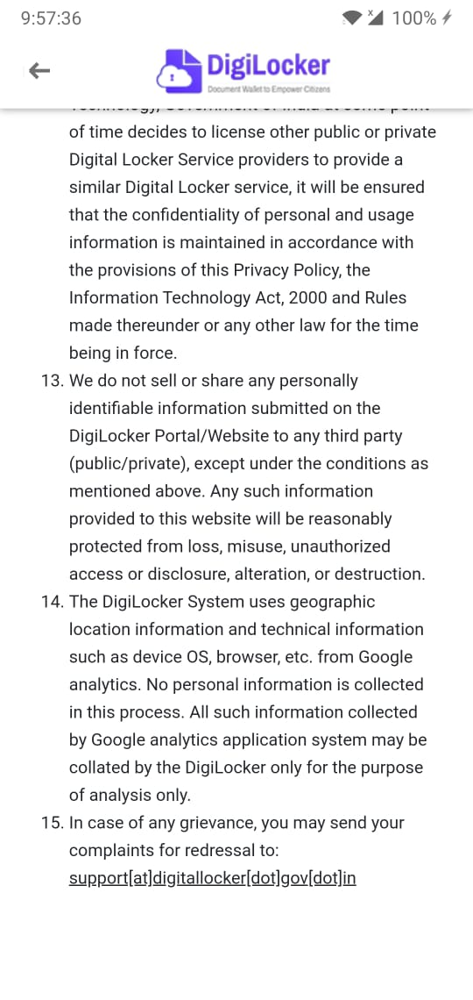 9:57:36
x
100%
DigiLocker
Document Wallet to Empower Citizens
of time decides to license other public or private
Digital Locker Service providers to provide a
similar Digital Locker service, it will be ensured
that the confidentiality of personal and usage
information is maintained in accordance with
the provisions of this Privacy Policy, the
Information Technology Act, 2000 and Rules
made thereunder or any other law for the time
being in force.
13. We do not sell or share any personally
identifiable information submitted on the
DigiLocker Portal/Website to any third party
(public/private), except under the conditions as
mentioned above. Any such information
provided to this website will be reasonably
protected from loss, misuse, unauthorized
access or disclosure, alteration, or destruction.
14. The DigiLocker System uses geographic
location information and technical information
such as device OS, browser, etc. from Google
analytics. No personal information is collected
in this process. All such information collected
by Google analytics application system may be
collated by the DigiLocker only for the purpose
of analysis only.
15. In case of any grievance, you may send your
complaints for redressal to:
support[at]digitallocker[dot]gov[dot]in